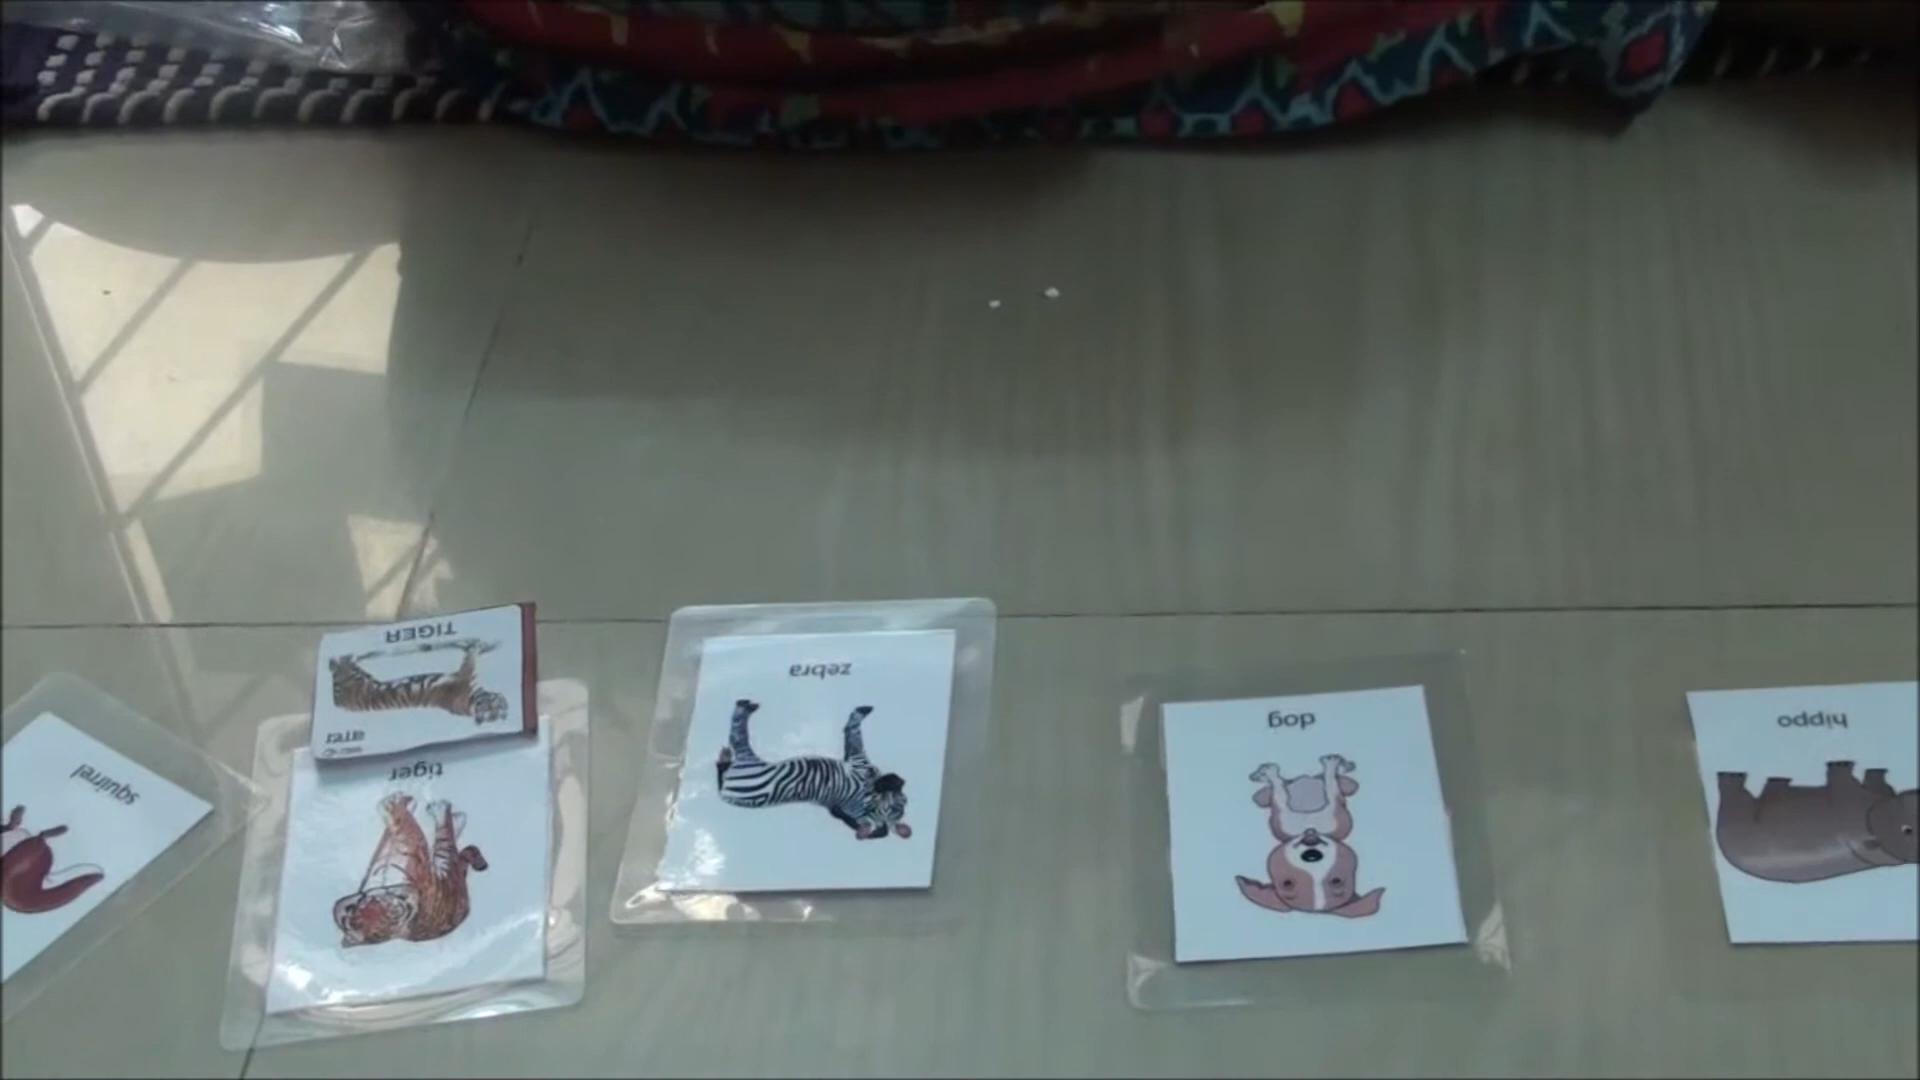 squirrel
TIGER
tiger
zebra
dog
hippo